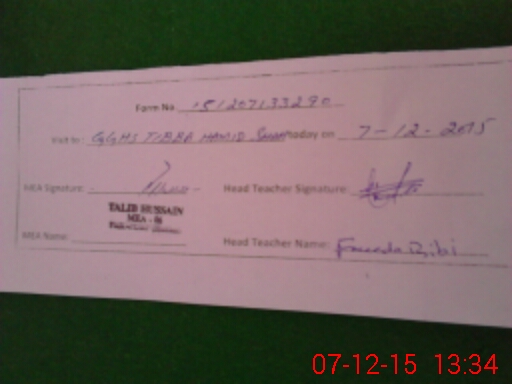 Form No. 151207133290
Visit to: GGHS TIBBA HAMID Shah today on 7-12-2015
MEA Signature: Head Teacher Signature:
TALIB HUSSAIN
MEA - 
MEA Name: Head Teacher Name: Fareeda Bibi
07-12-15 13:34